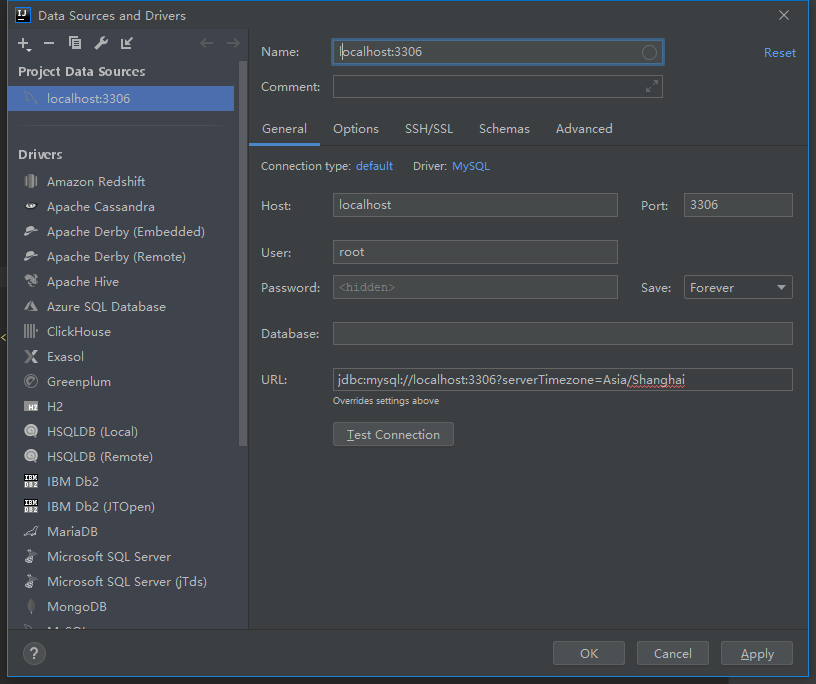 Data Sources and Drivers
Project Data Sources
localhost:3306
Drivers
Amazon Redshift
Apache Cassandra
Apache Derby (Embedded)
Apache Derby (Remote)
Apache Hive
Azure SQL Database
ClickHouse
Exasol
Greenplum
H2
HSQLDB (Local)
HSQLDB (Remote)
IBM Db2
IBM Db2 (JTOpen)
MariaDB
Microsoft SQL Server
Microsoft SQL Server (jTds)
MongoDB
Name: localhost:3306
Reset
Comment:
General Options SSH/SSL Schemas Advanced
Connection type: default Driver: MySQL
Host: localhost Port: 3306
User: root
Password: <hidden> Save: Forever
Database:
URL: jdbc:mysql://localhost:3306?serverTimezone=Asia/Shanghai
Overrides settings above
Test Connection
? OK Cancel Apply